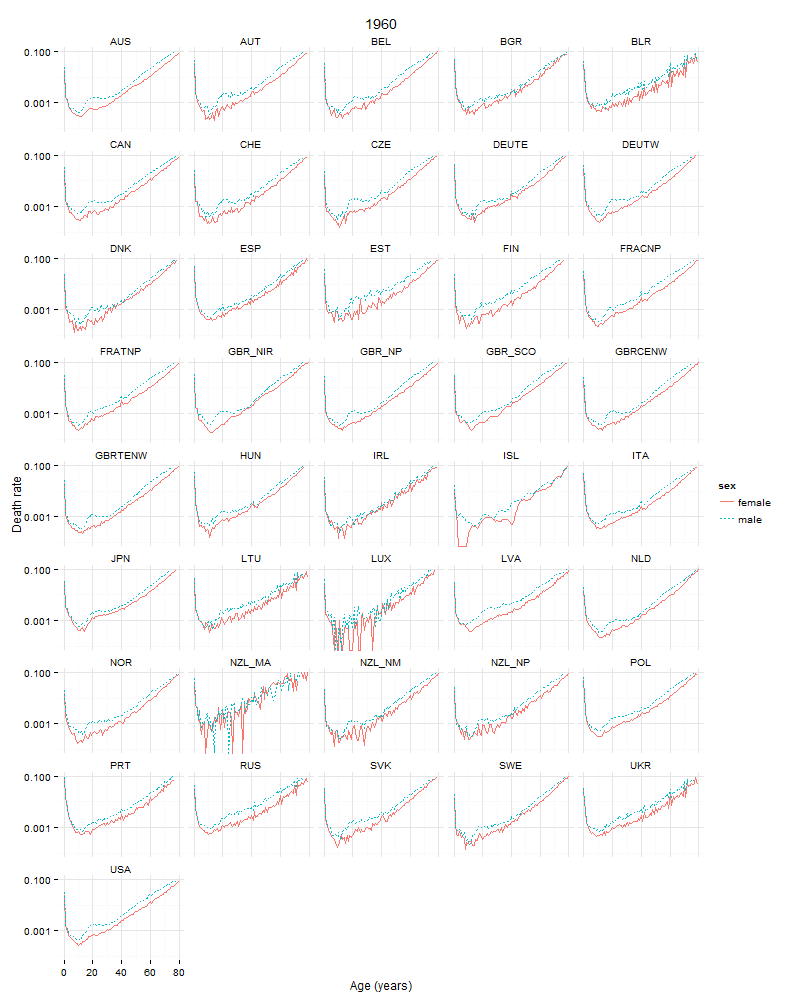 1960
AUS AUT BEL BGR BLR
0.100
0.001
CAN CHE CZE DEUTE DEUTW
0.100
0.001
DNK ESP EST FIN FRACNP
0.100
0.001
FRATNP GBR_NIR GBR_NP GBR_SCO GBRCENW
0.100
0.001
GBRTENW HUN IRL ISL ITA
0.100
0.001
Death rate
sex
female
male
JPN LTU LUX LVA NLD
0.100
0.001
NOR NZL_MA NZL_NM NZL_NP POL
0.100
0.001
PRT RUS SVK SWE UKR
0.100
0.001
USA
0.100
0.001
0 20 40 60 80
Age (years)